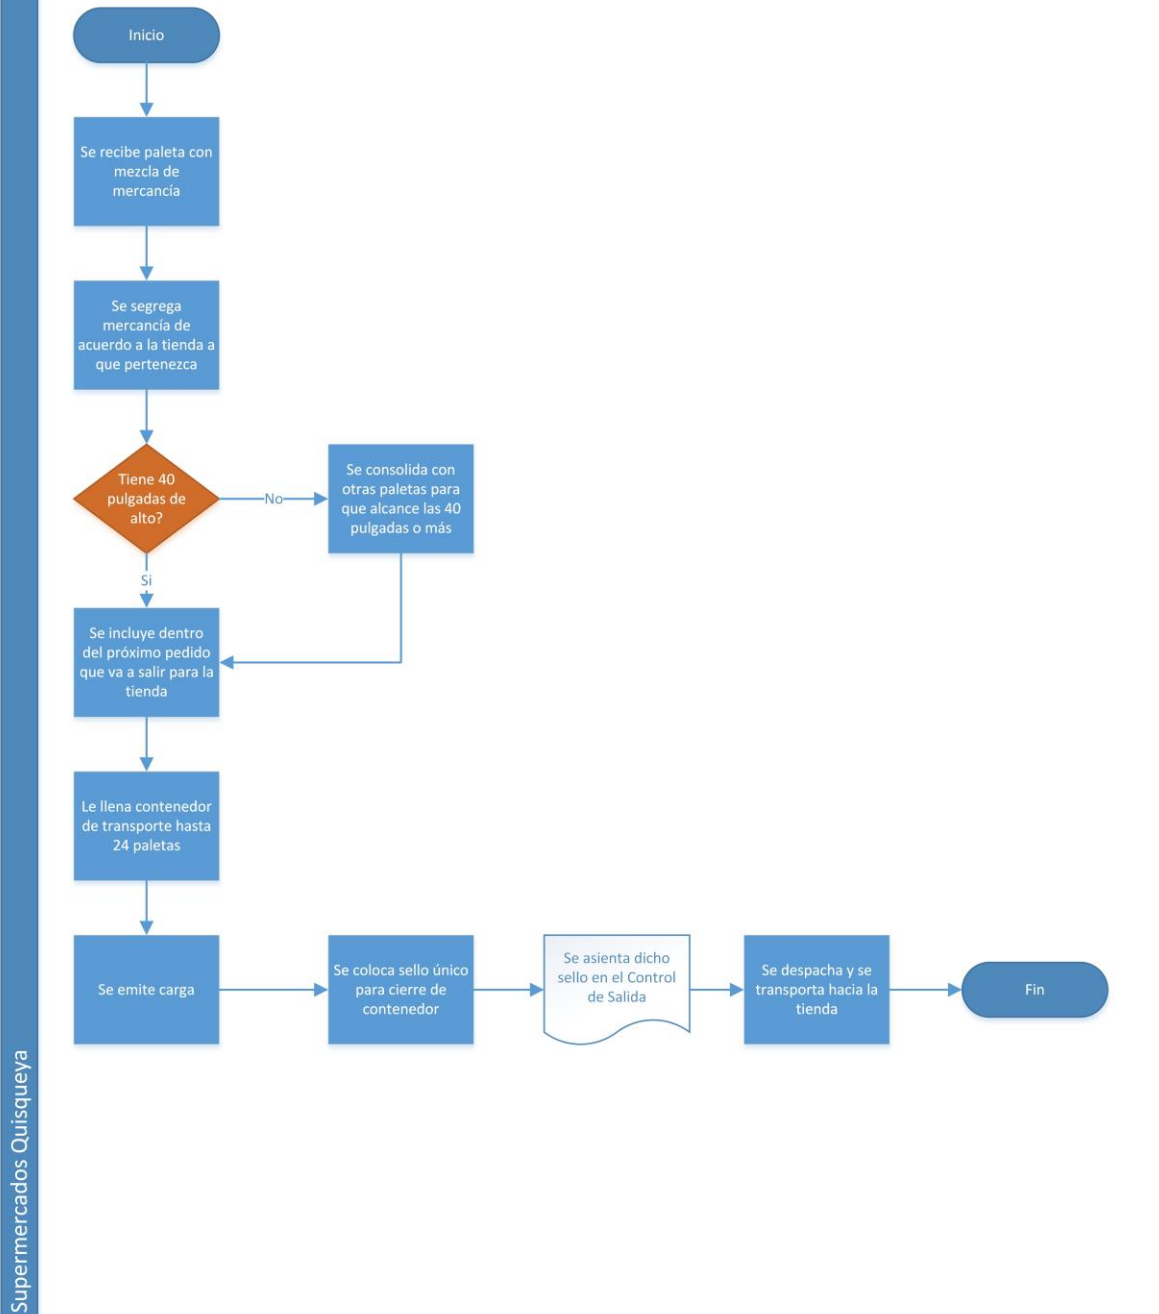 Inicio
Se recibe paleta con
mezcla de
mercancía
Se segrega
mercancía de
acuerdo a la tienda a
que pertenezca
Tiene 40
pulgadas de
alto?
No
Se consolida con
otras paletas para
que alcance las 40
pulgadas o más
Si
Se incluye dentro
del próximo pedido
que va a salir para la
tienda
Le llena contenedor
de transporte hasta
24 paletas
Se emite carga
Se coloca sello único
para cierre de
contenedor
Se asienta dicho
sello en el Control
de Salida
Se despacha y se
transporta hacia la
tienda
Fin
Supermercados Quisqueya